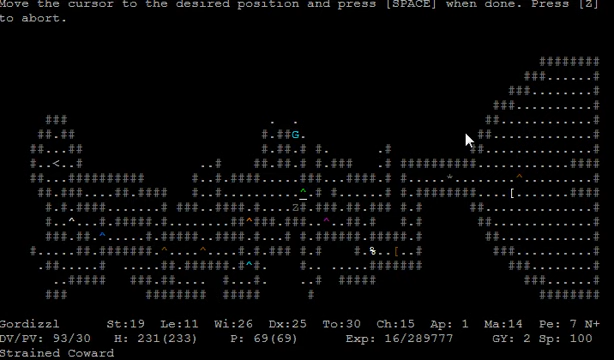 Move the cursor to the desired position and press [SPACE] when done. Press [Z]
to abort.
Gordizzl St:19 Le:11 Wi:26 Dx:25 To:30 Ch:15 Ap: 1 Ma:14 Pe: 7 N+
DV/PV: 93/30 H: 231(233) P: 69(69) Exp: 16/289777 GY: 2 Sp: 100
Strained Coward